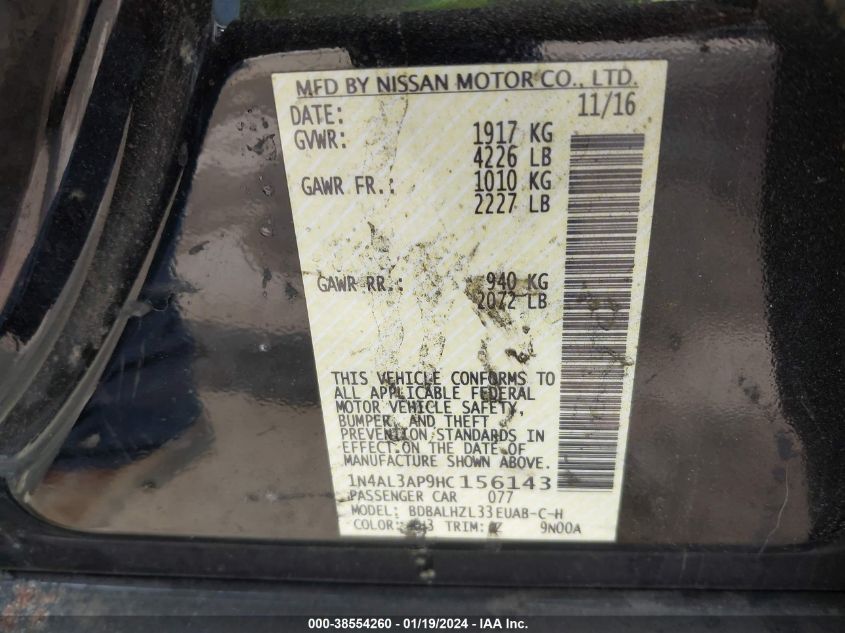 MFD BY NISSAN MOTOR CO., LTD.
DATE: 11/16
GVWR: 1917 KG
4226 LB
GAWR FR.: 1010 KG
2227 LB
GAWR RR.: 940 KG
2072 LB
THIS VEHICLE CONFORMS TO
ALL APPLICABLE FEDERAL
MOTOR VEHICLE SAFETY,
BUMPER, AND THEFT
PREVENTION STANDARDS IN
EFFECT ON THE DATE OF
MANUFACTURE SHOWN ABOVE.
1N4AL3AP9HC156143
PASSENGER CAR 077
MODEL: BDBALHZL33EUAB-C-H
COLOR: TRIM: 9N00A
000-38554260 - 01/19/2024 - IAA Inc.